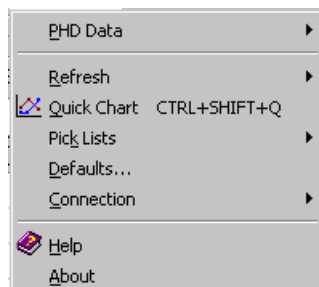 PHD Data
Refresh
Quick Chart CTRL+SHIFT+Q
Pick Lists
Defaults...
Connection
Help
About